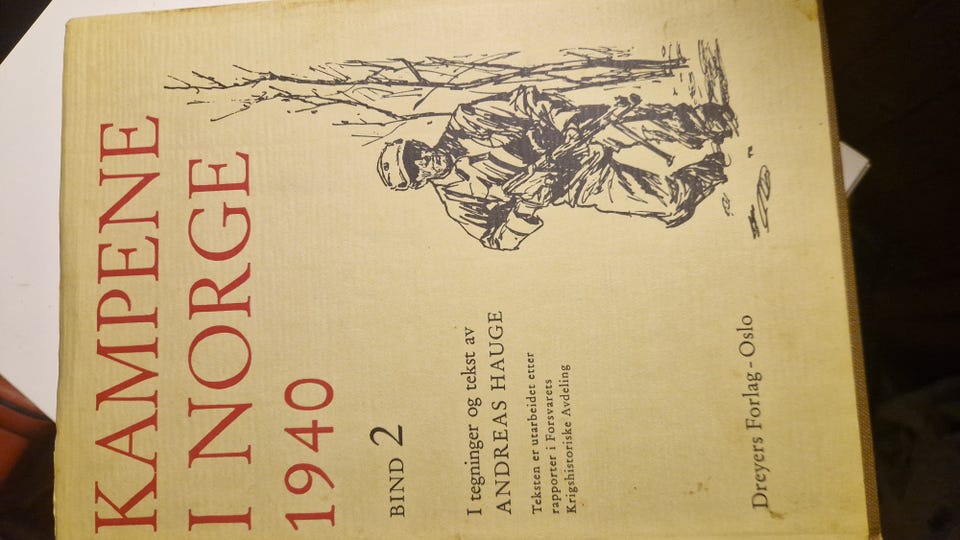 KAMPENE
I NORGE
1940
BIND 2
I tegninger og tekst av
ANDREAS HAUGE
Teksten er utarbeidet etter
rapporter i Forsvarets
Krigshistoriske Avdeling
Dreyers Forlag - Oslo